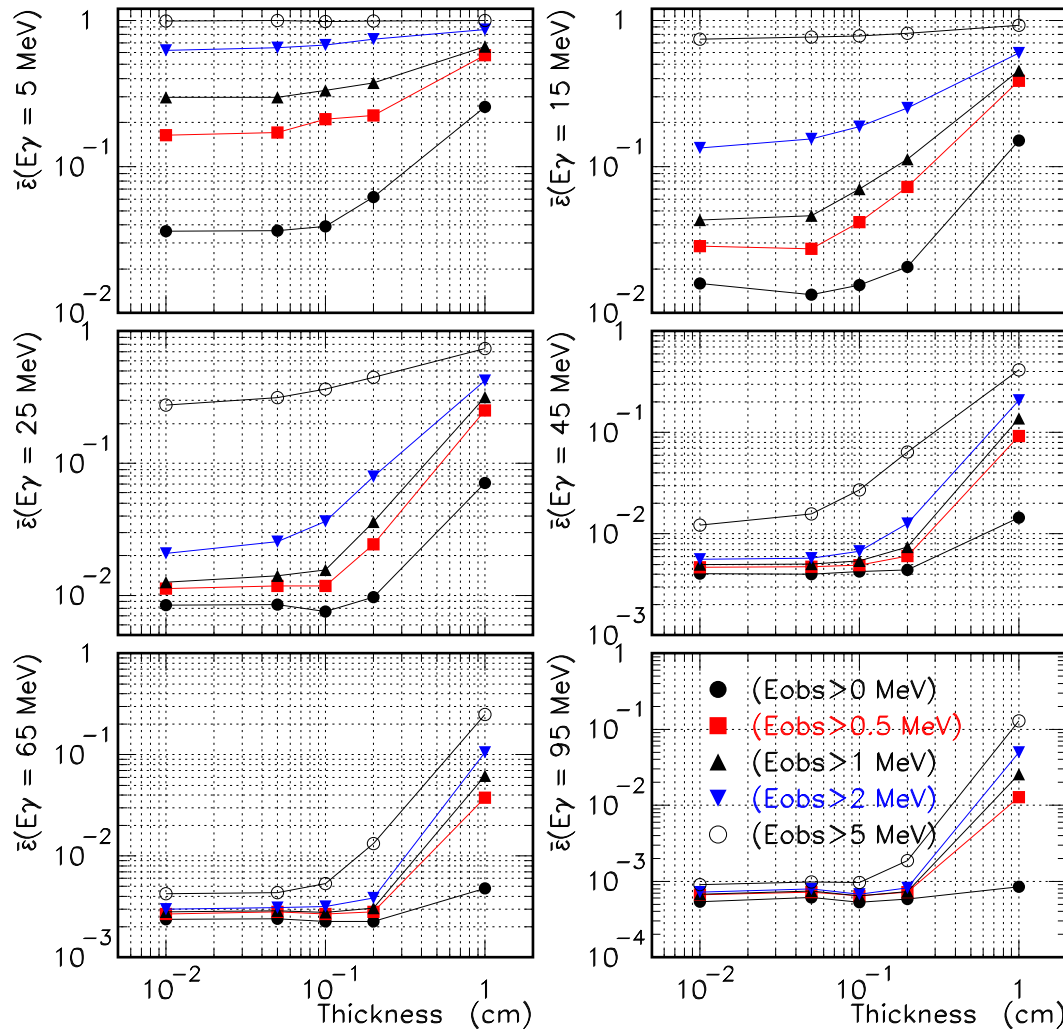 ε̄(Eγ = 5 MeV)
1
10⁻¹
10⁻²
ε̄(Eγ = 15 MeV)
1
10⁻¹
10⁻²
ε̄(Eγ = 25 MeV)
1
10⁻¹
10⁻²
ε̄(Eγ = 45 MeV)
1
10⁻¹
10⁻²
10⁻³
ε̄(Eγ = 65 MeV)
1
10⁻¹
10⁻²
10⁻³
10⁻² 10⁻¹ 1
Thickness (cm)
ε̄(Eγ = 95 MeV)
1
10⁻¹
10⁻²
10⁻³
10⁻⁴
(Eobs>0 MeV)
(Eobs>0.5 MeV)
(Eobs>1 MeV)
(Eobs>2 MeV)
(Eobs>5 MeV)
10⁻² 10⁻¹ 1
Thickness (cm)